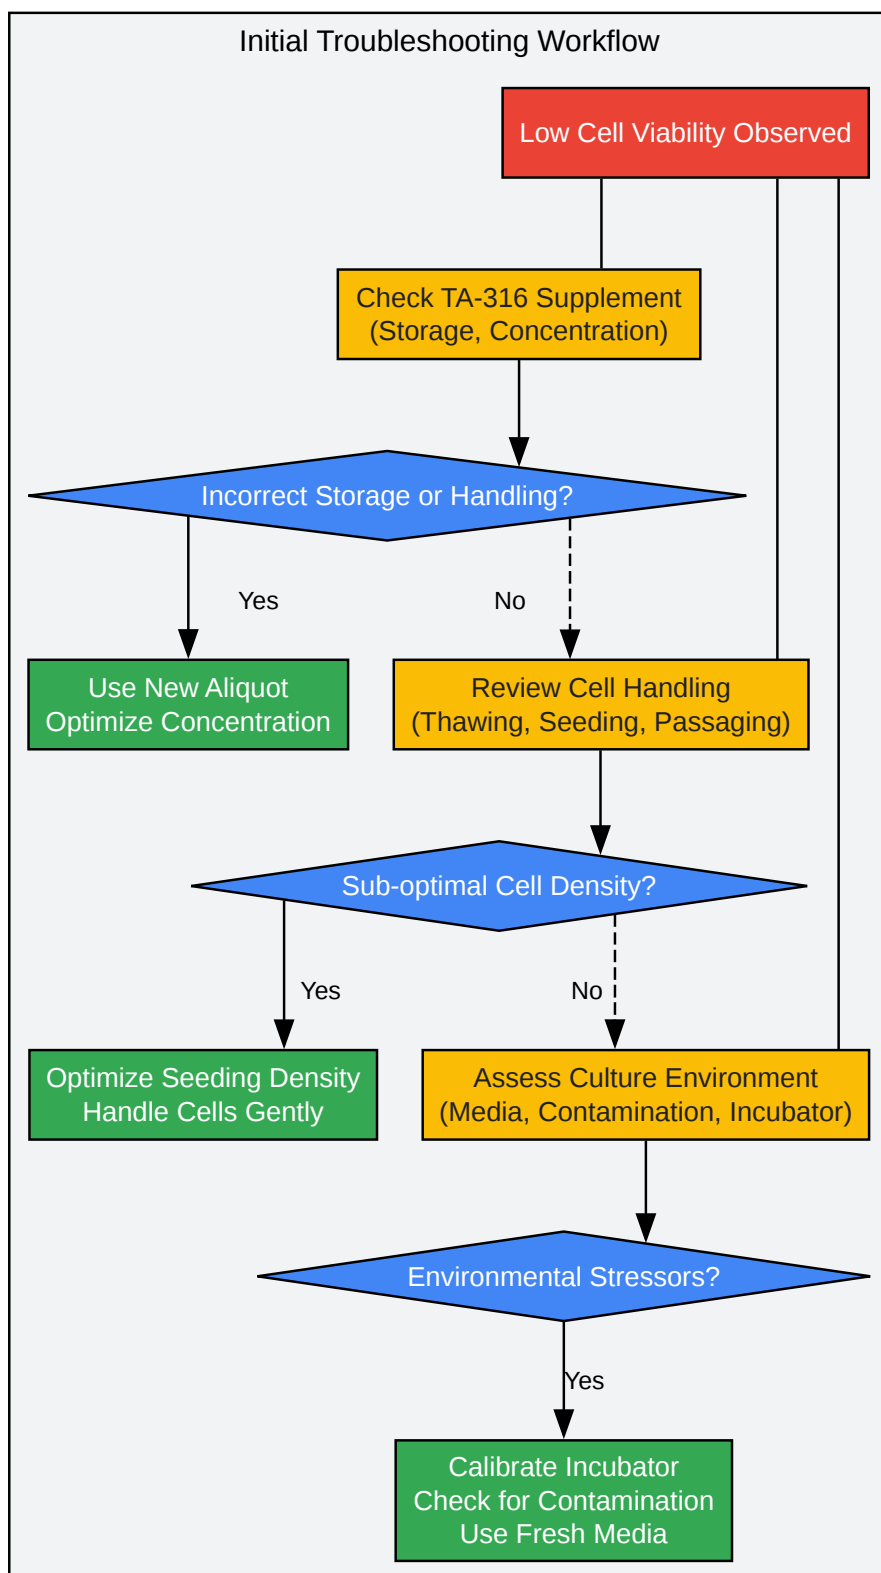 Initial Troubleshooting Workflow
Low Cell Viability Observed
Check TA-316 Supplement
(Storage, Concentration)
Incorrect Storage or Handling?
Yes
No
Use New Aliquot
Optimize Concentration
Review Cell Handling
(Thawing, Seeding, Passaging)
Sub-optimal Cell Density?
Yes
No
Optimize Seeding Density
Handle Cells Gently
Assess Culture Environment
(Media, Contamination, Incubator)
Environmental Stressors?
Yes
Calibrate Incubator
Check for Contamination
Use Fresh Media